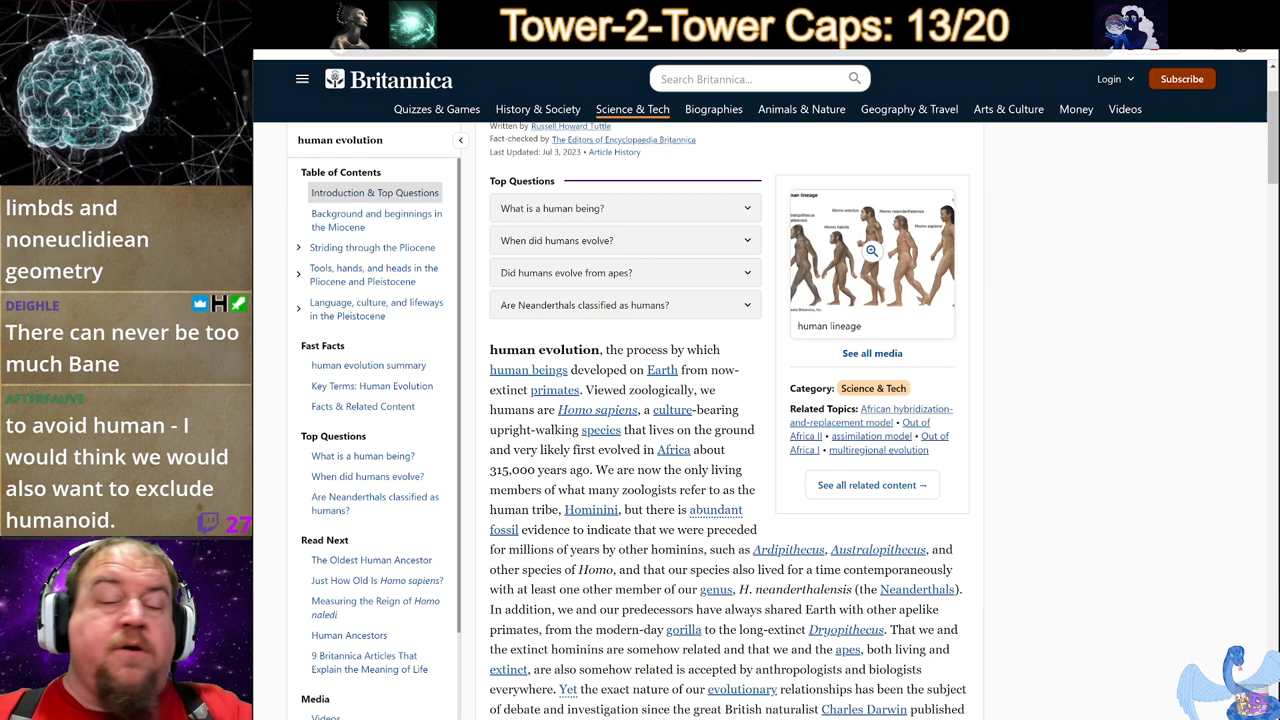 Tower-2-Tower Caps: 13/20
Britannica
Search Britannica...
Login
Subscribe
Quizzes & Games
History & Society
Science & Tech
Biographies
Animals & Nature
Geography & Travel
Arts & Culture
Money
Videos
limbds and
noneuclidiean
geometry
DEIGHLE
There can never be too
much Bane
AFTERFAUVE
to avoid human - I
would think we would
also want to exclude
humanoid.
27
human evolution
Table of Contents
Introduction & Top Questions
Background and beginnings in
the Miocene
Striding through the Pliocene
Tools, hands, and heads in the
Pliocene and Pleistocene
Language, culture, and lifeways
in the Pleistocene
Fast Facts
human evolution summary
Key Terms: Human Evolution
Facts & Related Content
Top Questions
What is a human being?
When did humans evolve?
Are Neanderthals classified as
humans?
Read Next
The Oldest Human Ancestor
Just How Old Is Homo sapiens?
Measuring the Reign of Homo
naledi
Human Ancestors
9 Britannica Articles That
Explain the Meaning of Life
Media
Videos
Written by Russell Howard Tuttle
Fact-checked by The Editors of Encyclopaedia Britannica
Last Updated: Jul 3, 2023 • Article History
Top Questions
What is a human being?
When did humans evolve?
Did humans evolve from apes?
Are Neanderthals classified as humans?
human evolution, the process by which
human beings developed on Earth from now-
extinct primates. Viewed zoologically, we
humans are Homo sapiens, a culture-bearing
upright-walking species that lives on the ground
and very likely first evolved in Africa about
315,000 years ago. We are now the only living
members of what many zoologists refer to as the
human tribe, Hominini, but there is abundant
fossil evidence to indicate that we were preceded
for millions of years by other hominins, such as Ardipithecus, Australopithecus, and
other species of Homo, and that our species also lived for a time contemporaneously
with at least one other member of our genus, H. neanderthalensis (the Neanderthals).
In addition, we and our predecessors have always shared Earth with other apelike
primates, from the modern-day gorilla to the long-extinct Dryopithecus. That we and
the extinct hominins are somehow related and that we and the apes, both living and
extinct, are also somehow related is accepted by anthropologists and biologists
everywhere. Yet the exact nature of our evolutionary relationships has been the subject
of debate and investigation since the great British naturalist Charles Darwin published
human lineage
See all media
Category: Science & Tech
Related Topics: African hybridization-
and-replacement model • Out of
Africa II • assimilation model • Out of
Africa I • multiregional evolution
See all related content →